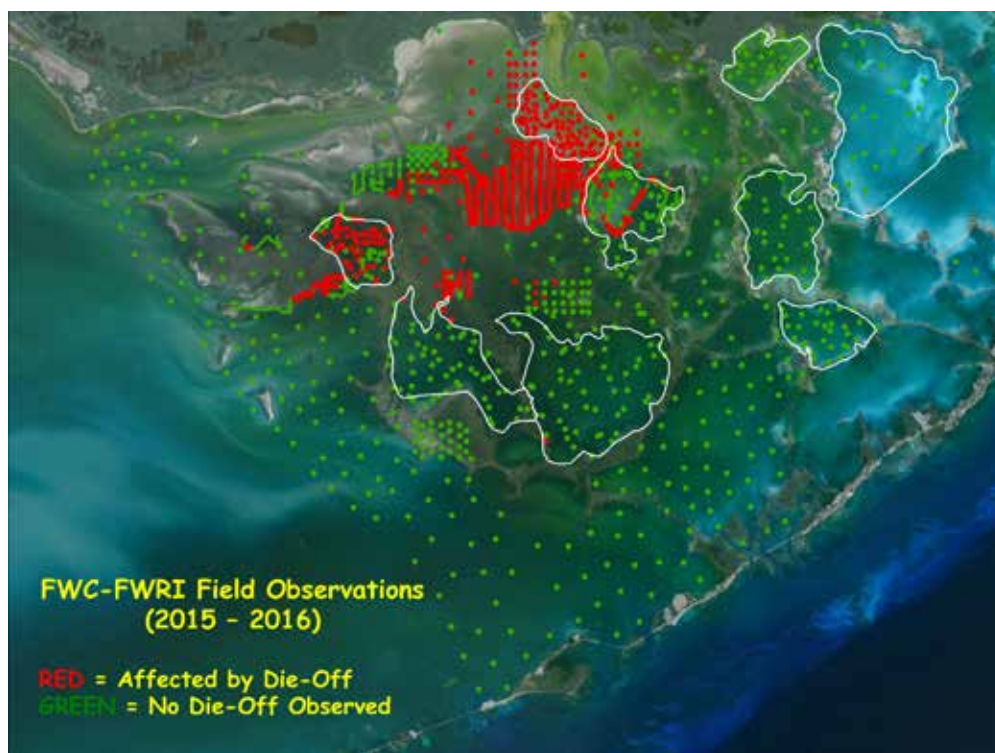 FWC-FWRI Field Observations
(2015 - 2016)
RED = Affected by Die-Off
GREEN = No Die-Off Observed